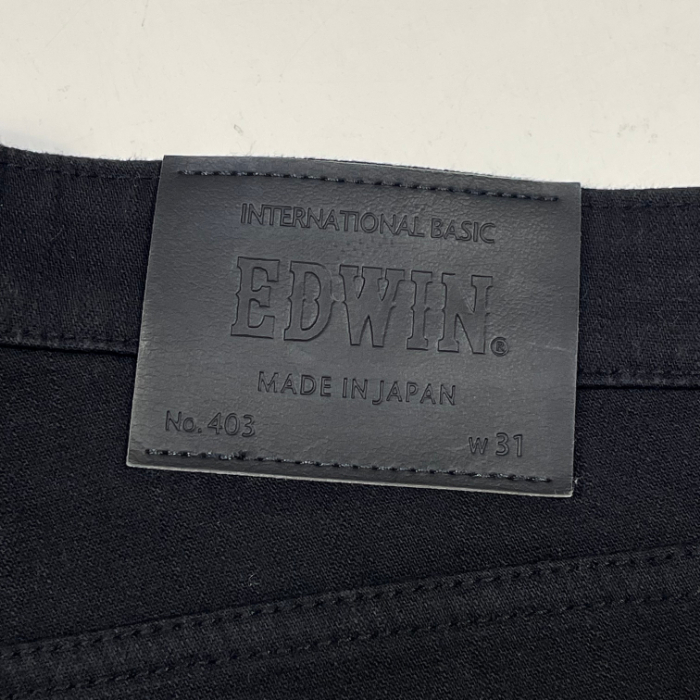 INTERNATIONAL BASIC
EDWIN®
MADE IN JAPAN
No. 403
W 31